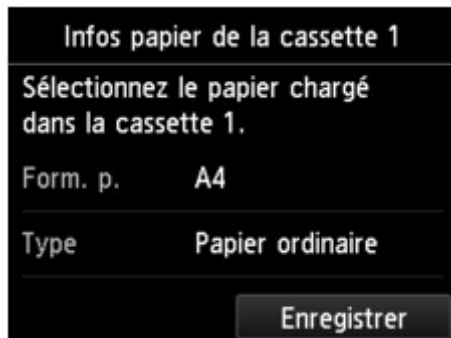 Infos papier de la cassette 1
Sélectionnez le papier chargé
dans la cassette 1.
Form. p. A4
Type Papier ordinaire
Enregistrer